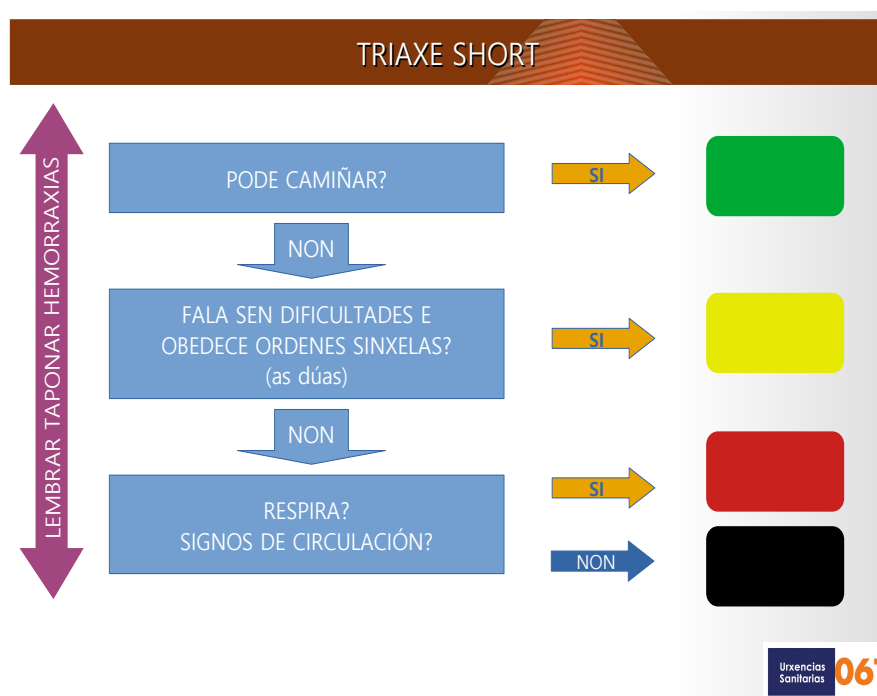 TRIAXE SHORT
LEMBRAR TAPONAR HEMORRAXIAS
PODE CAMIÑAR?
SI
NON
FALA SEN DIFICULTADES E
OBEDECE ORDENES SINXELAS?
(as dúas)
SI
NON
RESPIRA?
SIGNOS DE CIRCULACIÓN?
SI
NON
Urxencias
Sanitarias
061